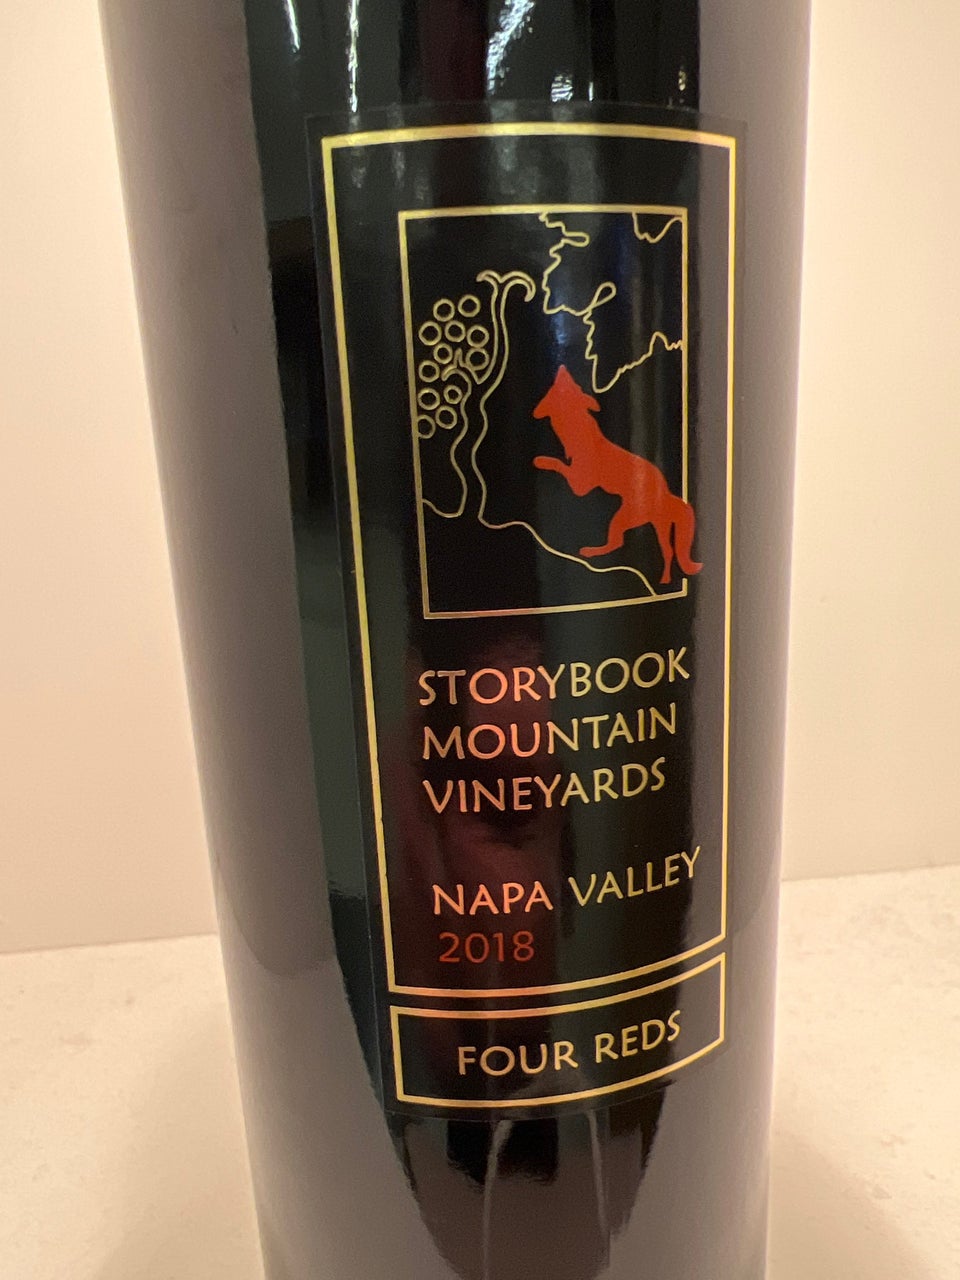 STORYBOOK
MOUNTAIN
VINEYARDS
NAPA VALLEY
2018
FOUR REDS